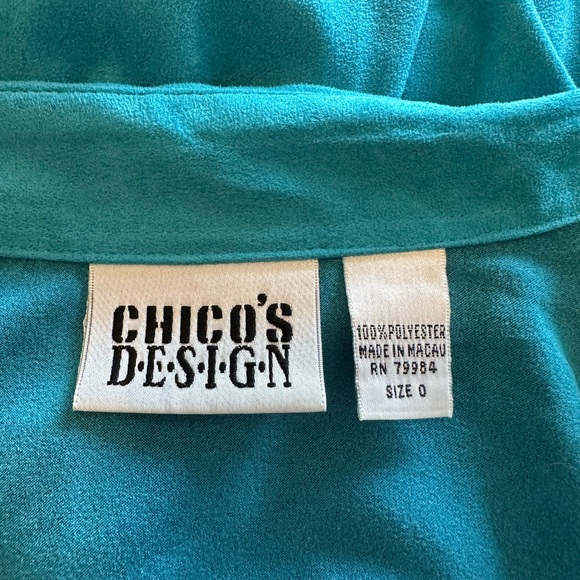 CHICO'S
D·E·S·I·G·N
100% POLYESTER
MADE IN MACAU
RN 79984
SIZE 0